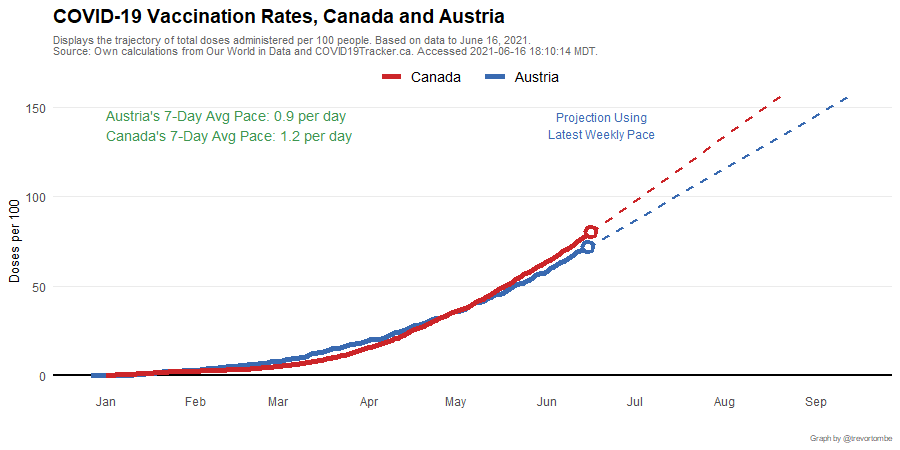 COVID-19 Vaccination Rates, Canada and Austria
Displays the trajectory of total doses administered per 100 people. Based on data to June 16, 2021.
Source: Own calculations from Our World in Data and COVID19Tracker.ca. Accessed 2021-06-16 18:10:14 MDT.
Canada Austria
Austria's 7-Day Avg Pace: 0.9 per day
Canada's 7-Day Avg Pace: 1.2 per day
Projection Using
Latest Weekly Pace
Doses per 100
150
100
50
0
Jan Feb Mar Apr May Jun Jul Aug Sep
Graph by @trevortombe